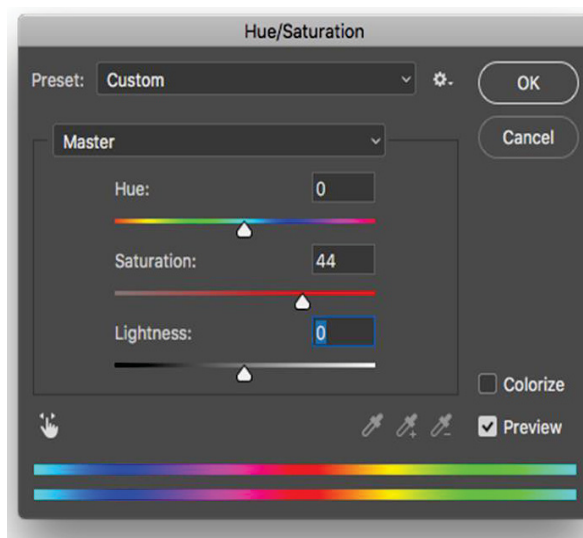 Hue/Saturation
Preset: Custom
OK
Master
Cancel
Hue: 0
Saturation: 44
Lightness: 0
Colorize
Preview